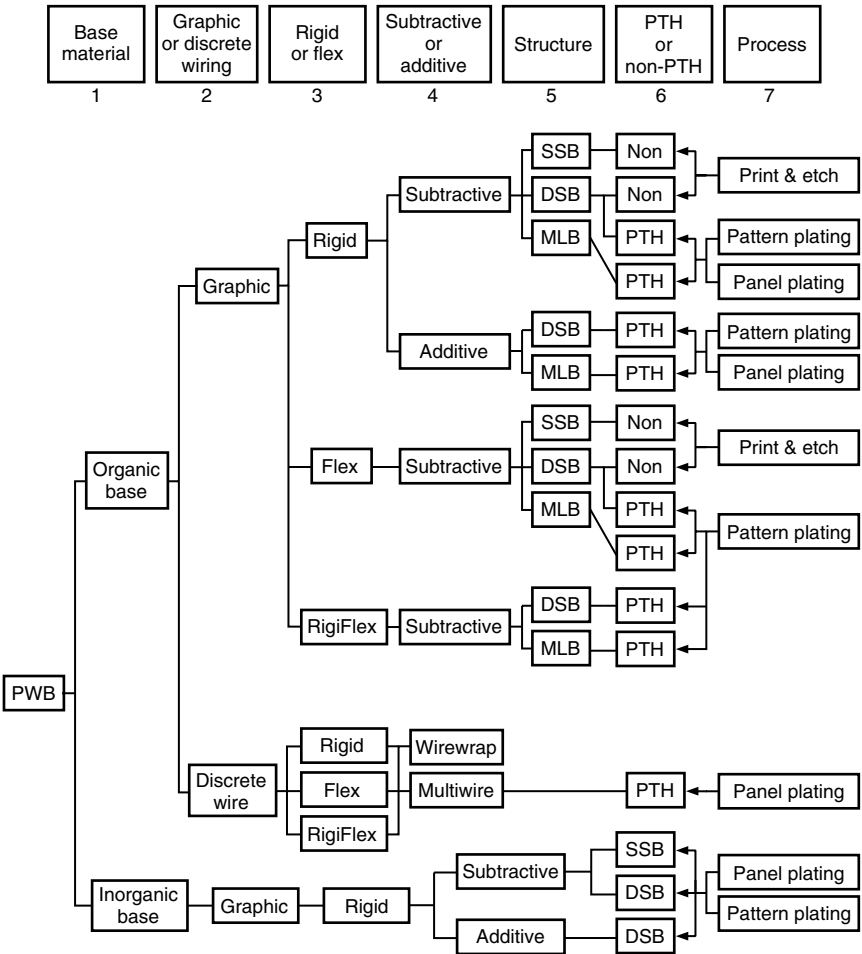 Base
material
Graphic
or discrete
wiring
Rigid
or flex
Subtractive
or
additive
Structure
PTH
or
non-PTH
Process
1
2
3
4
5
6
7
SSB
Non
Print & etch
Subtractive
DSB
Non
Rigid
MLB
PTH
Pattern plating
Graphic
PTH
Panel plating
DSB
PTH
Pattern plating
Additive
MLB
PTH
Panel plating
SSB
Non
Print & etch
Organic
base
Flex
Subtractive
DSB
Non
MLB
PTH
Pattern plating
PTH
DSB
PTH
RigiFlex
Subtractive
MLB
PTH
PWB
Rigid
Wirewrap
Discrete
wire
Flex
Multiwire
PTH
Panel plating
RigiFlex
SSB
Subtractive
Panel plating
DSB
Inorganic
base
Graphic
Rigid
Pattern plating
Additive
DSB